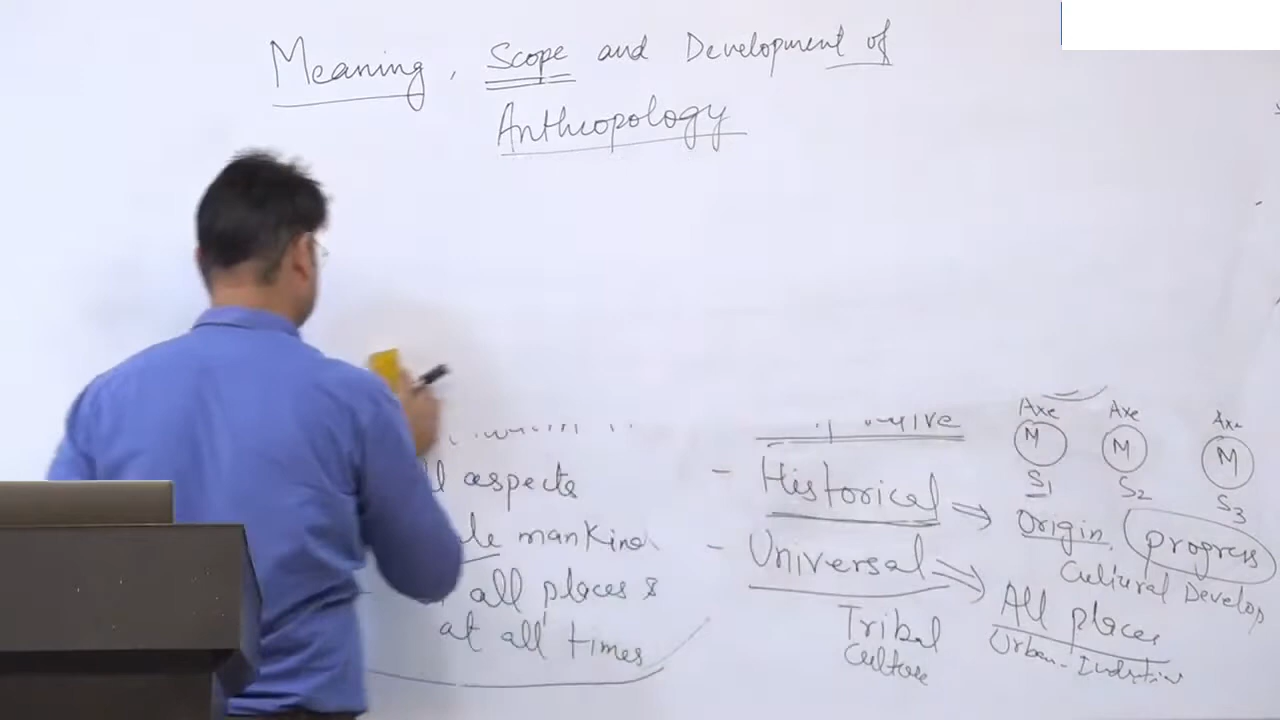 Meaning, Scope and Development of
Anthropology
aspects
mankind
all places &
at all times
- Historical ⇒
- Universal ⇒
Tribal
Culture
Axe Axe Axe
M M M
S1 S2 S3
Origin, progress
Cultural Develop
All places
Urban-